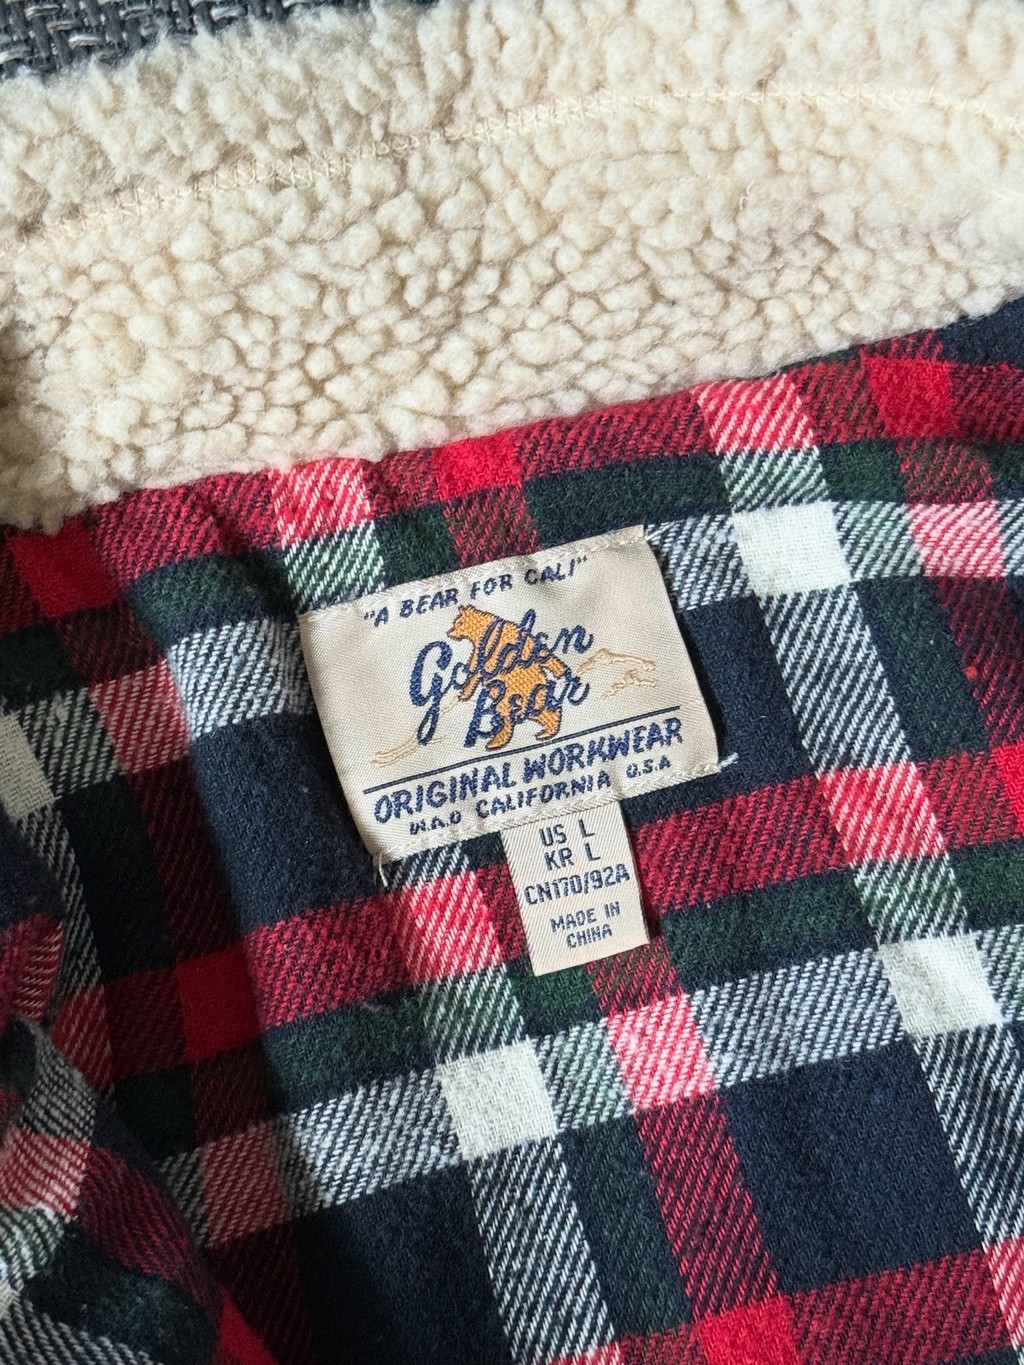 "A BEAR FOR CALI"
Golden
Bear
ORIGINAL WORKWEAR
W.A.D CALIFORNIA U.S.A
US L
KR L
CN170/92A
MADE IN
CHINA